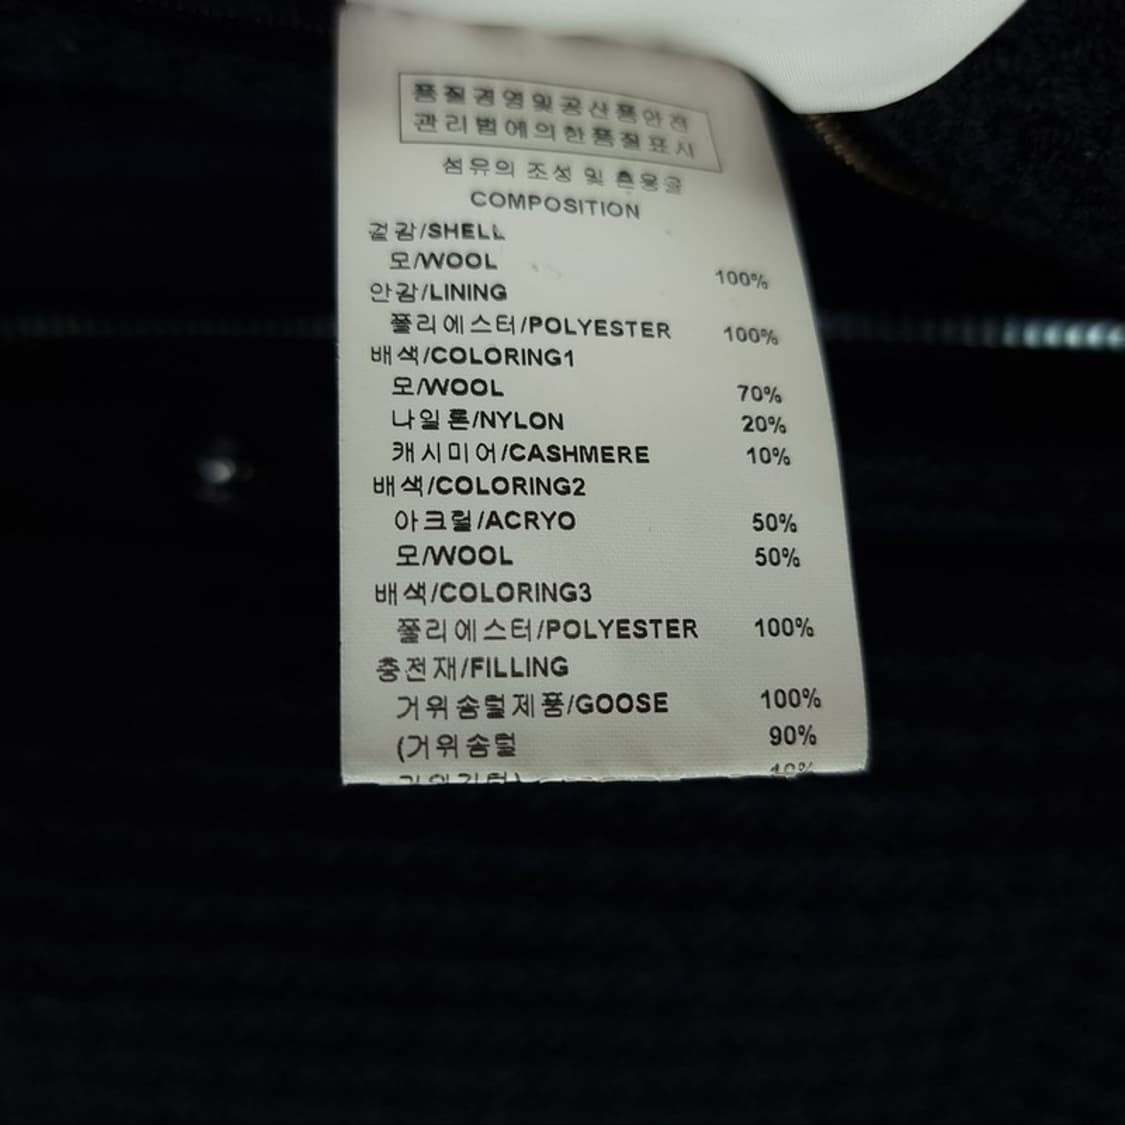 품질경영및공산품안전
관리법에의한품질표시
섬유의 조성 및 혼용율
COMPOSITION
겉감/SHELL
모/WOOL 100%
안감/LINING
폴리에스터/POLYESTER 100%
배색/COLORING1
모/WOOL 70%
나일론/NYLON 20%
캐시미어/CASHMERE 10%
배색/COLORING2
아크릴/ACRYO 50%
모/WOOL 50%
배색/COLORING3
폴리에스터/POLYESTER 100%
충전재/FILLING
거위솜털제품/GOOSE 100%
(거위솜털 90%